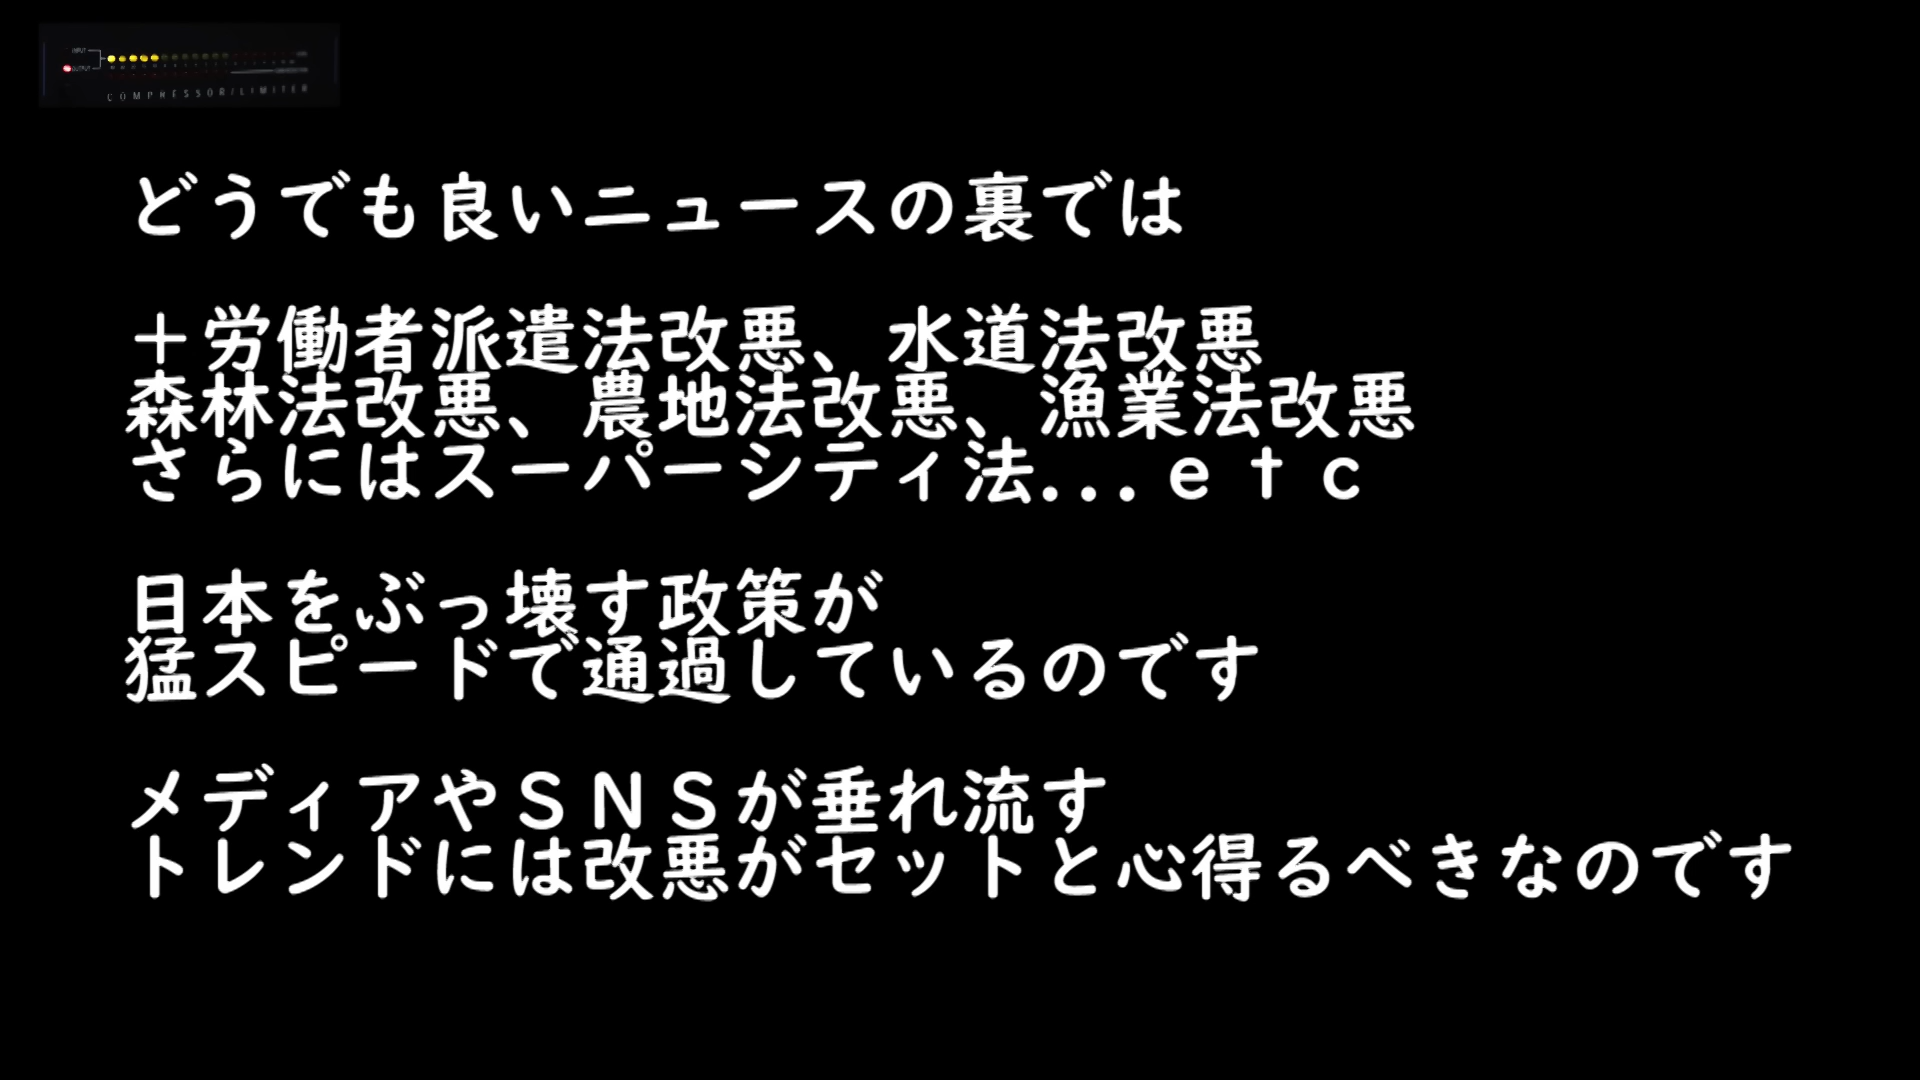 INPUT
OUTPUT
COMPRESSOR/LIMITER
どうでも良いニュースの裏では
＋労働者派遣法改悪、水道法改悪
森林法改悪、農地法改悪、漁業法改悪
さらにはスーパーシティ法...ｅｔｃ
日本をぶっ壊す政策が
猛スピードで通過しているのです
メディアやＳＮＳが垂れ流す
トレンドには改悪がセットと心得るべきなのです